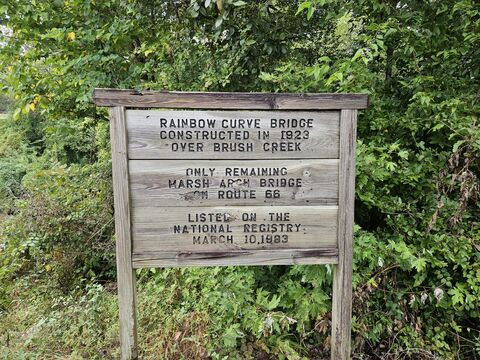 RAINBOW CURVE BRIDGE
CONSTRUCTED IN 1923
OVER BRUSH CREEK
ONLY REMAINING
MARSH ARCH BRIDGE
ON ROUTE 66
LISTED ON THE
NATIONAL REGISTRY
MARCH 10,1983